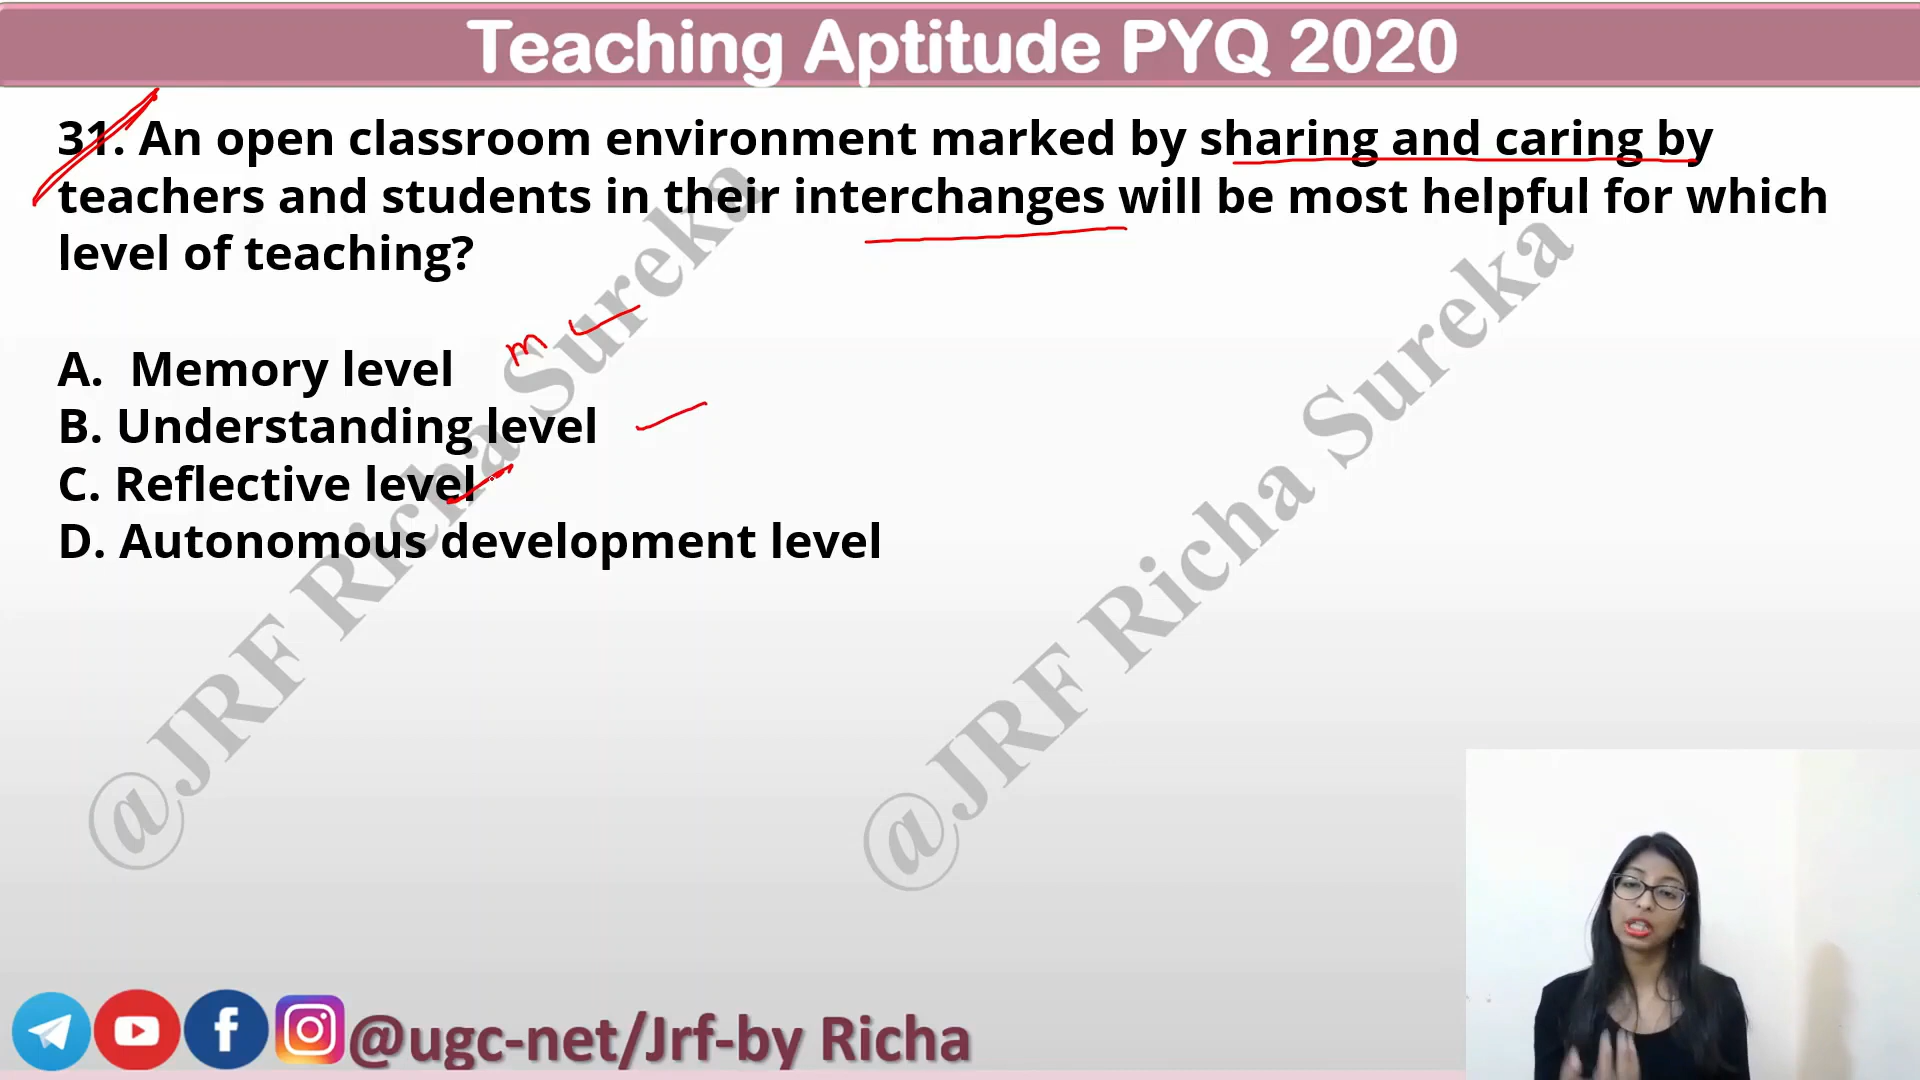 Teaching Aptitude PYQ 2020
31. An open classroom environment marked by sharing and caring by
teachers and students in their interchanges will be most helpful for which
level of teaching?
m
A. Memory level
B. Understanding level
C. Reflective level
D. Autonomous development level
@JRF Richa Sureka
@JRF Richa Sureka
@ugc-net/Jrf-by Richa